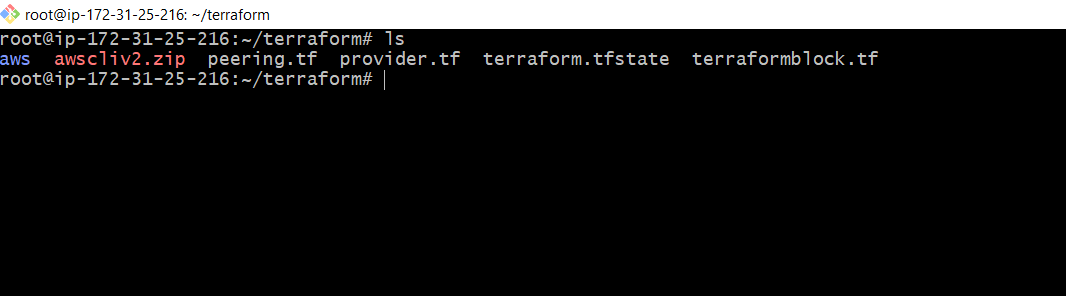 root@ip-172-31-25-216: ~/terraform
root@ip-172-31-25-216:~/terraform# ls
aws  awscliv2.zip  peering.tf  provider.tf  terraform.tfstate  terraformblock.tf
root@ip-172-31-25-216:~/terraform#